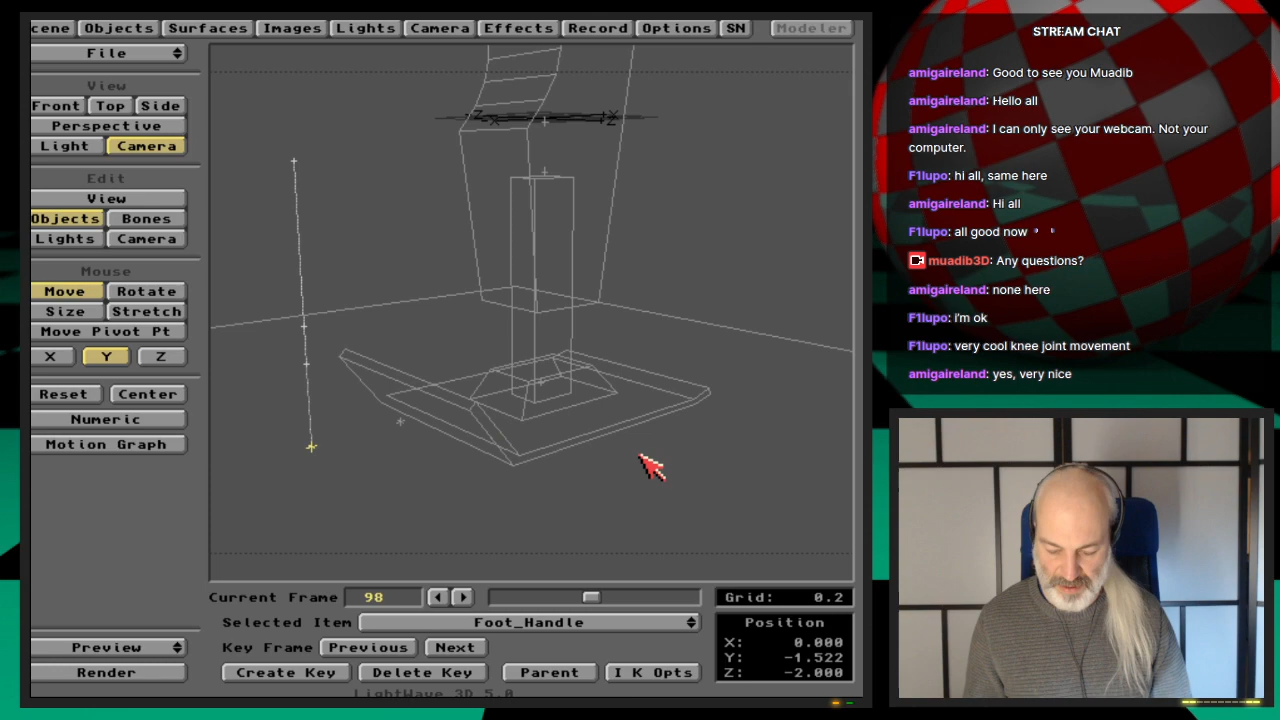 cene Objects Surfaces Images Lights Camera Effects Record Options SN Modeler
File
View
Front Top Side
Perspective
Light Camera
Edit
View
Objects Bones
Lights Camera
Mouse
Move Rotate
Size Stretch
Move Pivot Pt
X Y Z
Reset Center
Numeric
Motion Graph
Preview
Render
Z X
X Z
Current Frame 98
Selected Item Foot_Handle
Key Frame Previous Next
Create Key Delete Key Parent I K Opts
LightWave 3D 5.0
Grid: 0.2
Position
X: 0.000
Y: -1.522
Z: -2.000
STREAM CHAT
amigaireland: Good to see you Muadib
amigaireland: Hello all
amigaireland: I can only see your webcam. Not your
computer.
F1lupo: hi all, same here
amigaireland: Hi all
F1lupo: all good now
muadib3D: Any questions?
amigaireland: none here
F1lupo: i'm ok
F1lupo: very cool knee joint movement
amigaireland: yes, very nice